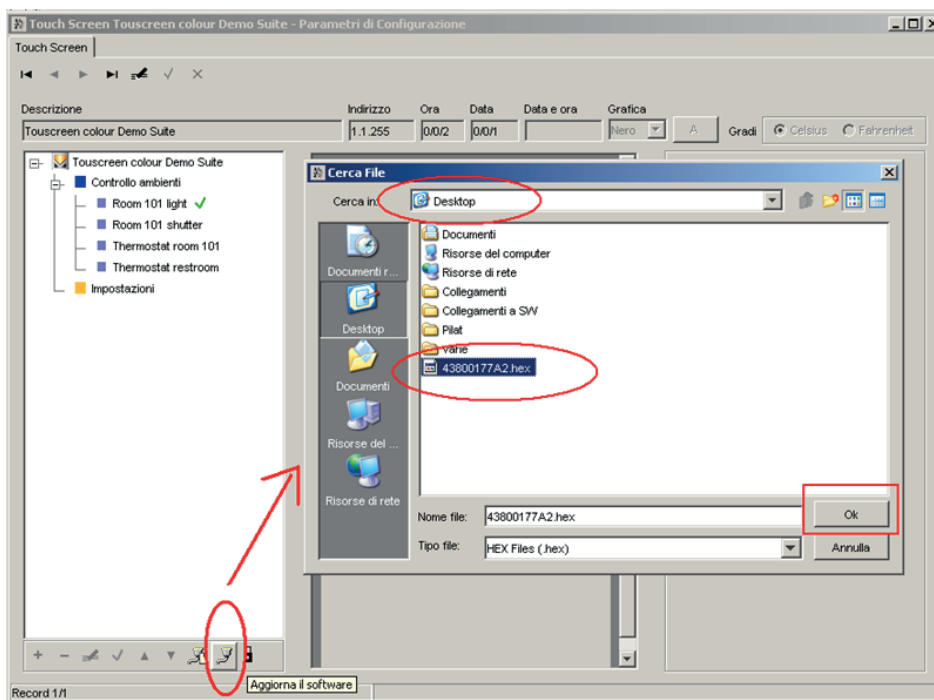 Touch Screen Touscreen colour Demo Suite - Parametri di Configurazione
Touch Screen
Descrizione Indirizzo Ora Data Data e ora Grafica
Touscreen colour Demo Suite 1.1.255 0/0/2 0/0/1 Nero A Gradi Celsius Fahrenheit
Touscreen colour Demo Suite
Controllo ambienti
Room 101 light
Room 101 shutter
Thermostat room 101
Thermostat restroom
Impostazioni
Cerca File
Cerca in: Desktop
Documenti r...
Desktop
Documenti
Risorse del ...
Risorse di rete
Documenti
Risorse del computer
Risorse di rete
Collegamenti
Collegamenti a SW
Pilat
varie
43800177A2.hex
Nome file: 43800177A2.hex Ok
Tipo file: HEX Files (.hex) Annulla
Aggiorna il software
Record 1/1